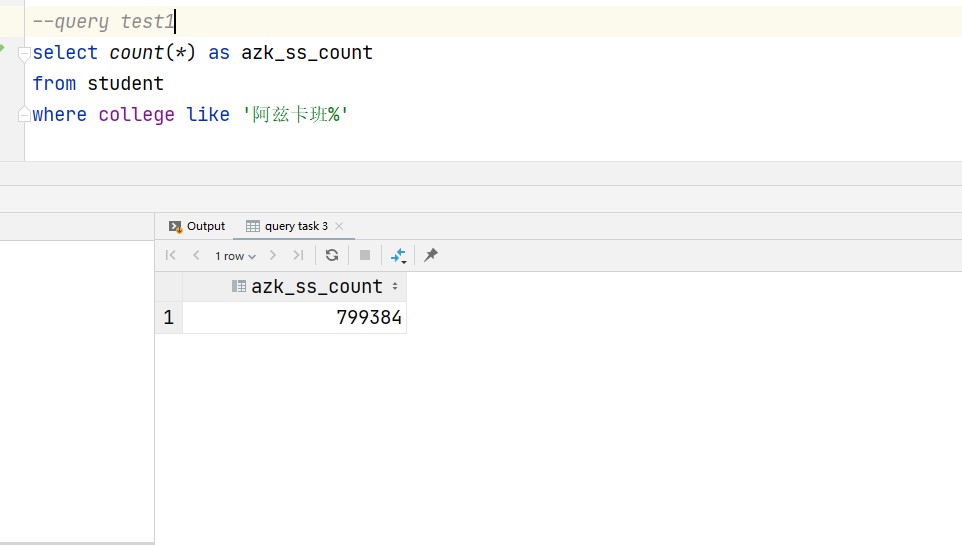 --query test1
select count(*) as azk_ss_count
from student
where college like '阿兹卡班%'
Output
query task 3
1 row
azk_ss_count
1 799384